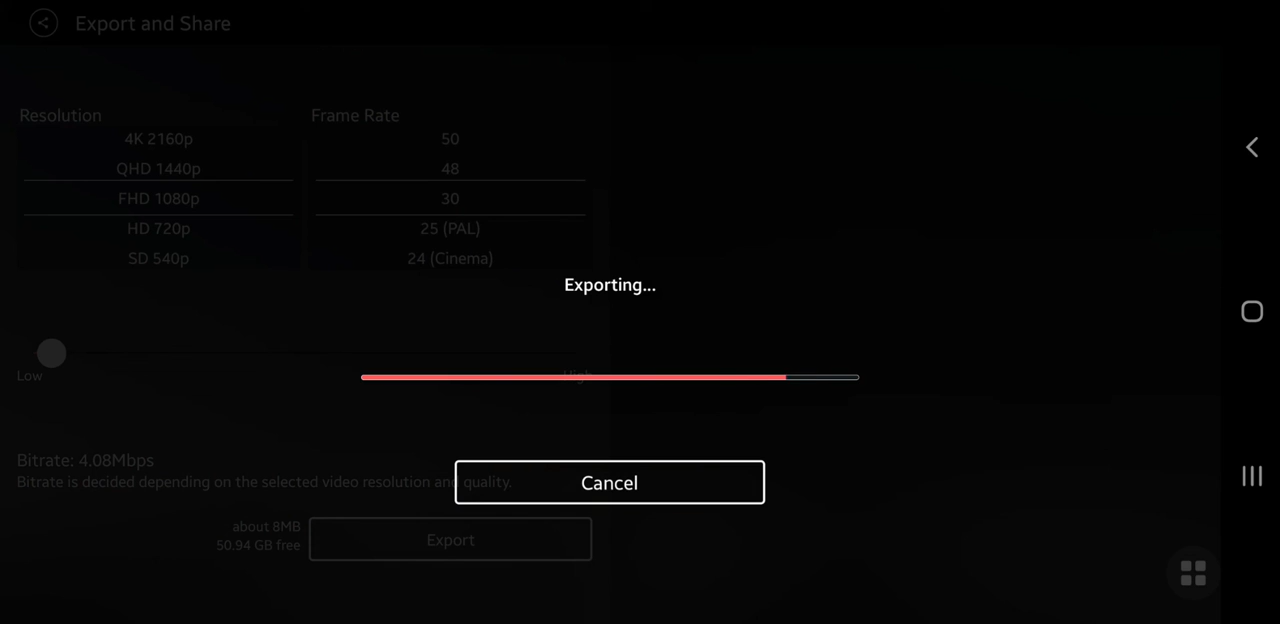 Export and Share
Resolution
Frame Rate
4K 2160p
50
QHD 1440p
48
FHD 1080p
30
HD 720p
25 (PAL)
SD 540p
24 (Cinema)
Exporting...
Low
High
Bitrate: 4.08Mbps
Bitrate is decided depending on the selected video resolution and quality.
Cancel
about 8MB
50.94 GB free
Export